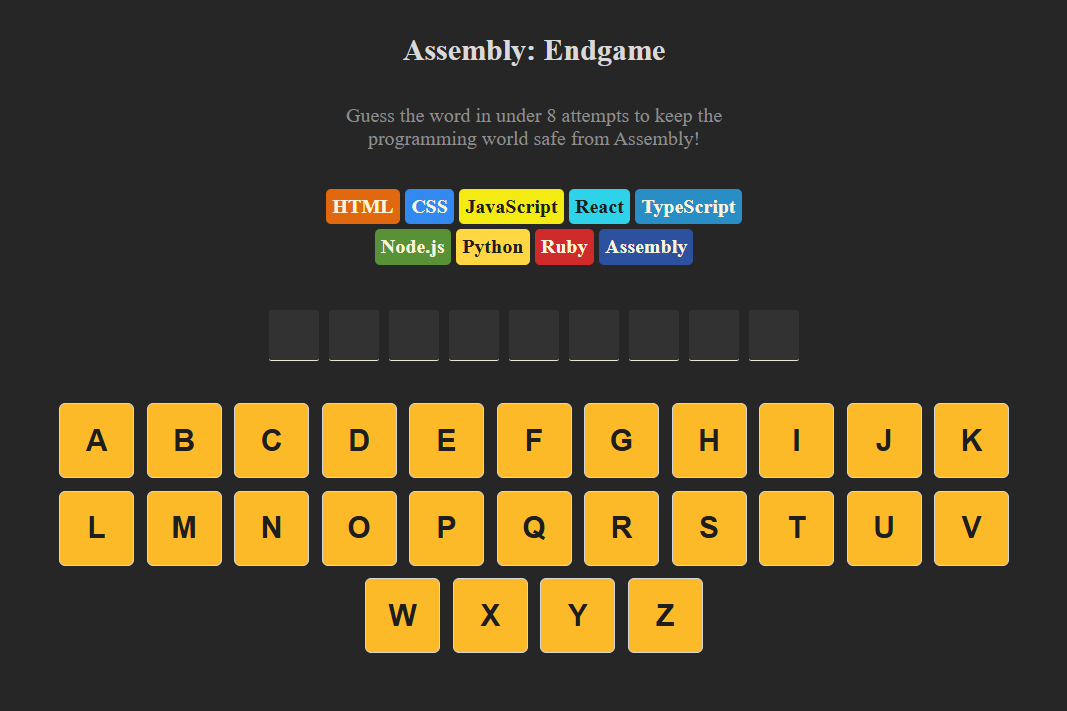 Assembly: Endgame
Guess the word in under 8 attempts to keep the
programming world safe from Assembly!
HTML CSS JavaScript React TypeScript
Node.js Python Ruby Assembly
A B C D E F G H I J K
L M N O P Q R S T U V
W X Y Z